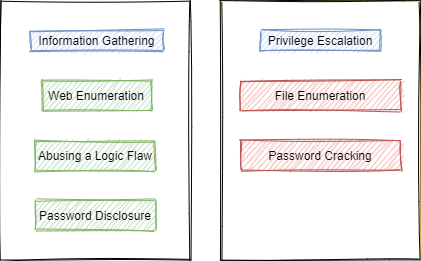 Information Gathering
Web Enumeration
Abusing a Logic Flaw
Password Disclosure
Privilege Escalation
File Enumeration
Password Cracking